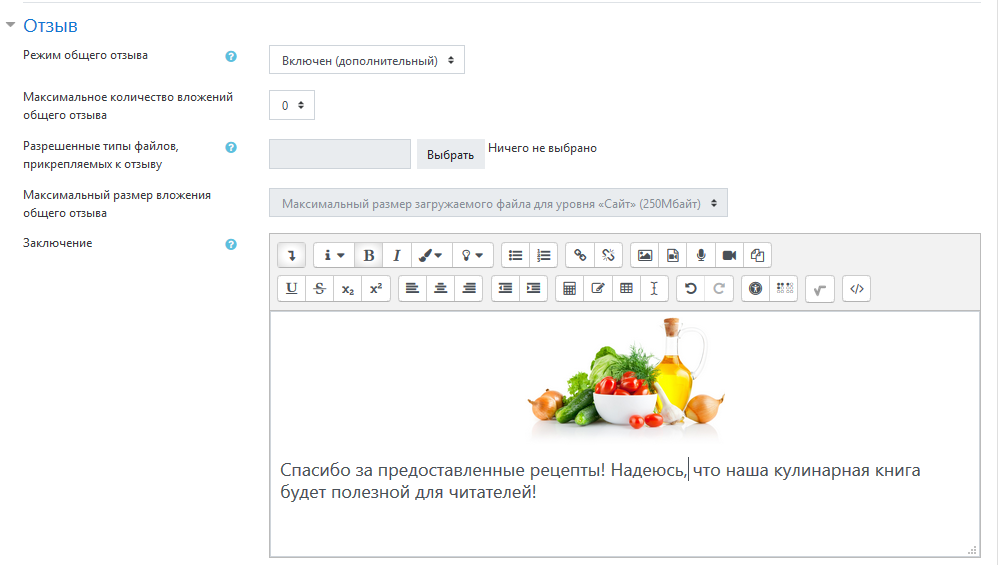 Отзыв
Режим общего отзыва
Включен (дополнительный)
Максимальное количество вложений
общего отзыва
0
Разрешенные типы файлов,
прикрепляемых к отзыву
Выбрать
Ничего не выбрано
Максимальный размер вложения
общего отзыва
Максимальный размер загружаемого файла для уровня «Сайт» (250Мбайт)
Заключение
Спасибо за предоставленные рецепты! Надеюсь, что наша кулинарная книга
будет полезной для читателей!